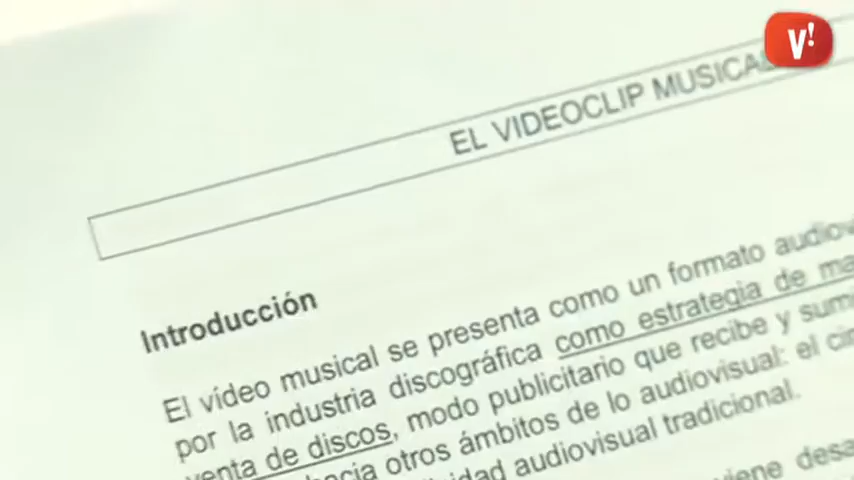 V!
EL VIDEOCLIP MUSICAL
Introducción
El vídeo musical se presenta como un formato
por la industria discográfica como estrategia de
venta de discos, modo publicitario que recibe y
hacia otros ámbitos de lo audiovisual: el
audiovisual tradicional.
viene